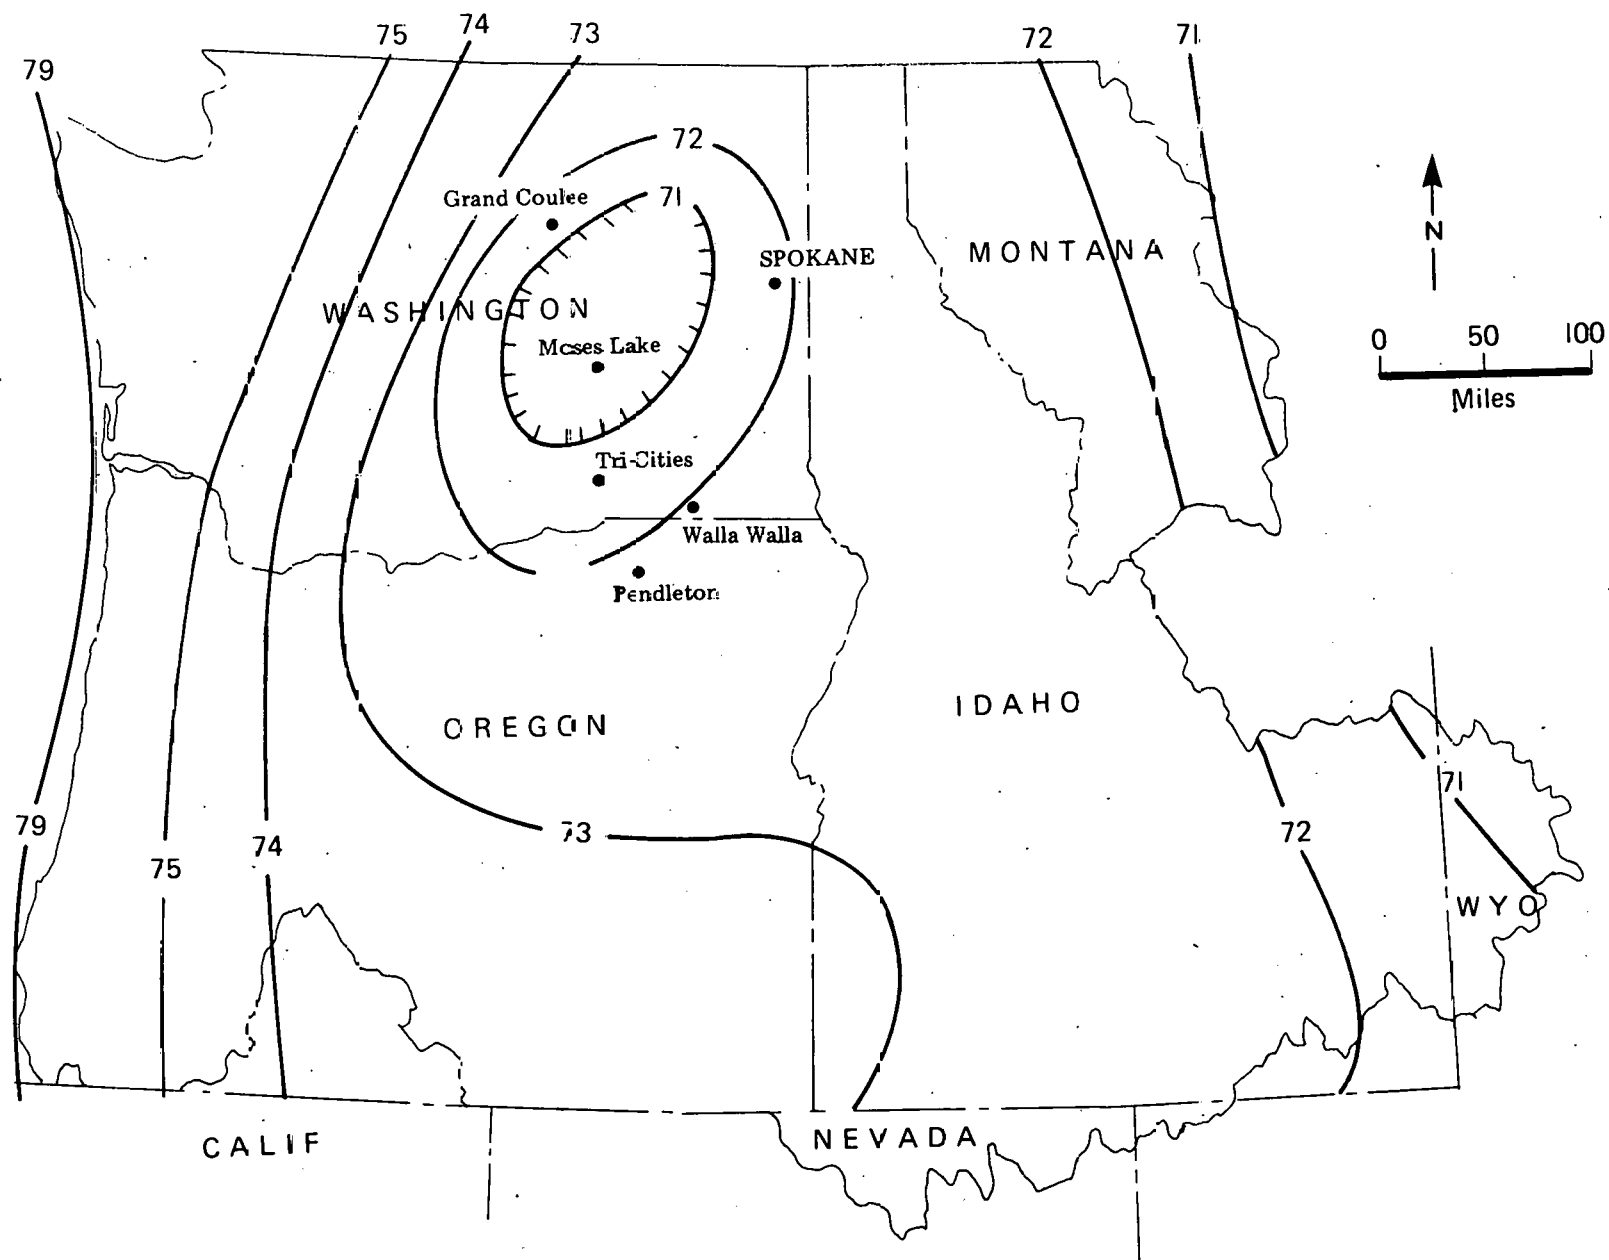 79
75
74
73
72
71
72
Grand Coulee
71
SPOKANE
MONTANA
N
WASHINGTON
Moses Lake
0 50 100
Miles
Tri-Cities
Walla Walla
Pendleton
OREGON
IDAHO
71
79
73
72
75
74
WYO
CALIF
NEVADA